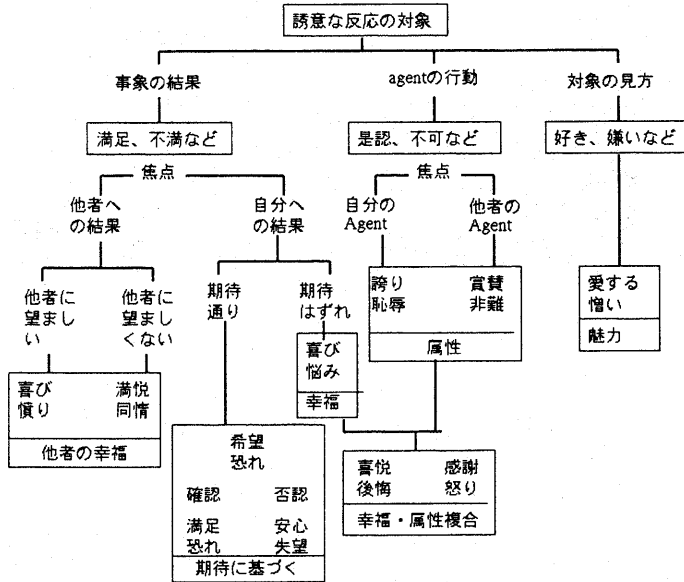 誘意な反応の対象
事象の結果
agentの行動
対象の見方
満足、不満など
是認、不可など
好き、嫌いなど
焦点
焦点
他者へ
の結果
自分へ
の結果
自分の
Agent
他者の
Agent
他者に
望まし
い
他者に
望まし
くない
期待
通り
期待
はずれ
誇り 賞賛
恥辱 非難
属性
愛する
憎い
魅力
喜び
悩み
幸福
喜び 満悦
憤り 同情
他者の幸福
希望
恐れ
確認 否認
満足 安心
恐れ 失望
期待に基づく
喜悦 感謝
後悔 怒り
幸福・属性複合